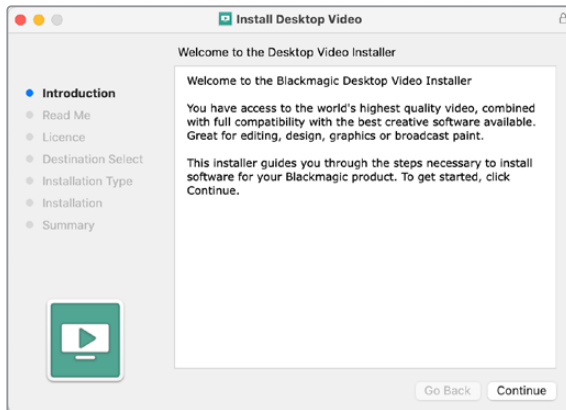 Install Desktop Video
Welcome to the Desktop Video Installer
Introduction
Read Me
Licence
Destination Select
Installation Type
Installation
Summary
Welcome to the Blackmagic Desktop Video Installer
You have access to the world's highest quality video, combined
with full compatibility with the best creative software available.
Great for editing, design, graphics or broadcast paint.
This installer guides you through the steps necessary to install
software for your Blackmagic product. To get started, click
Continue.
Go Back
Continue